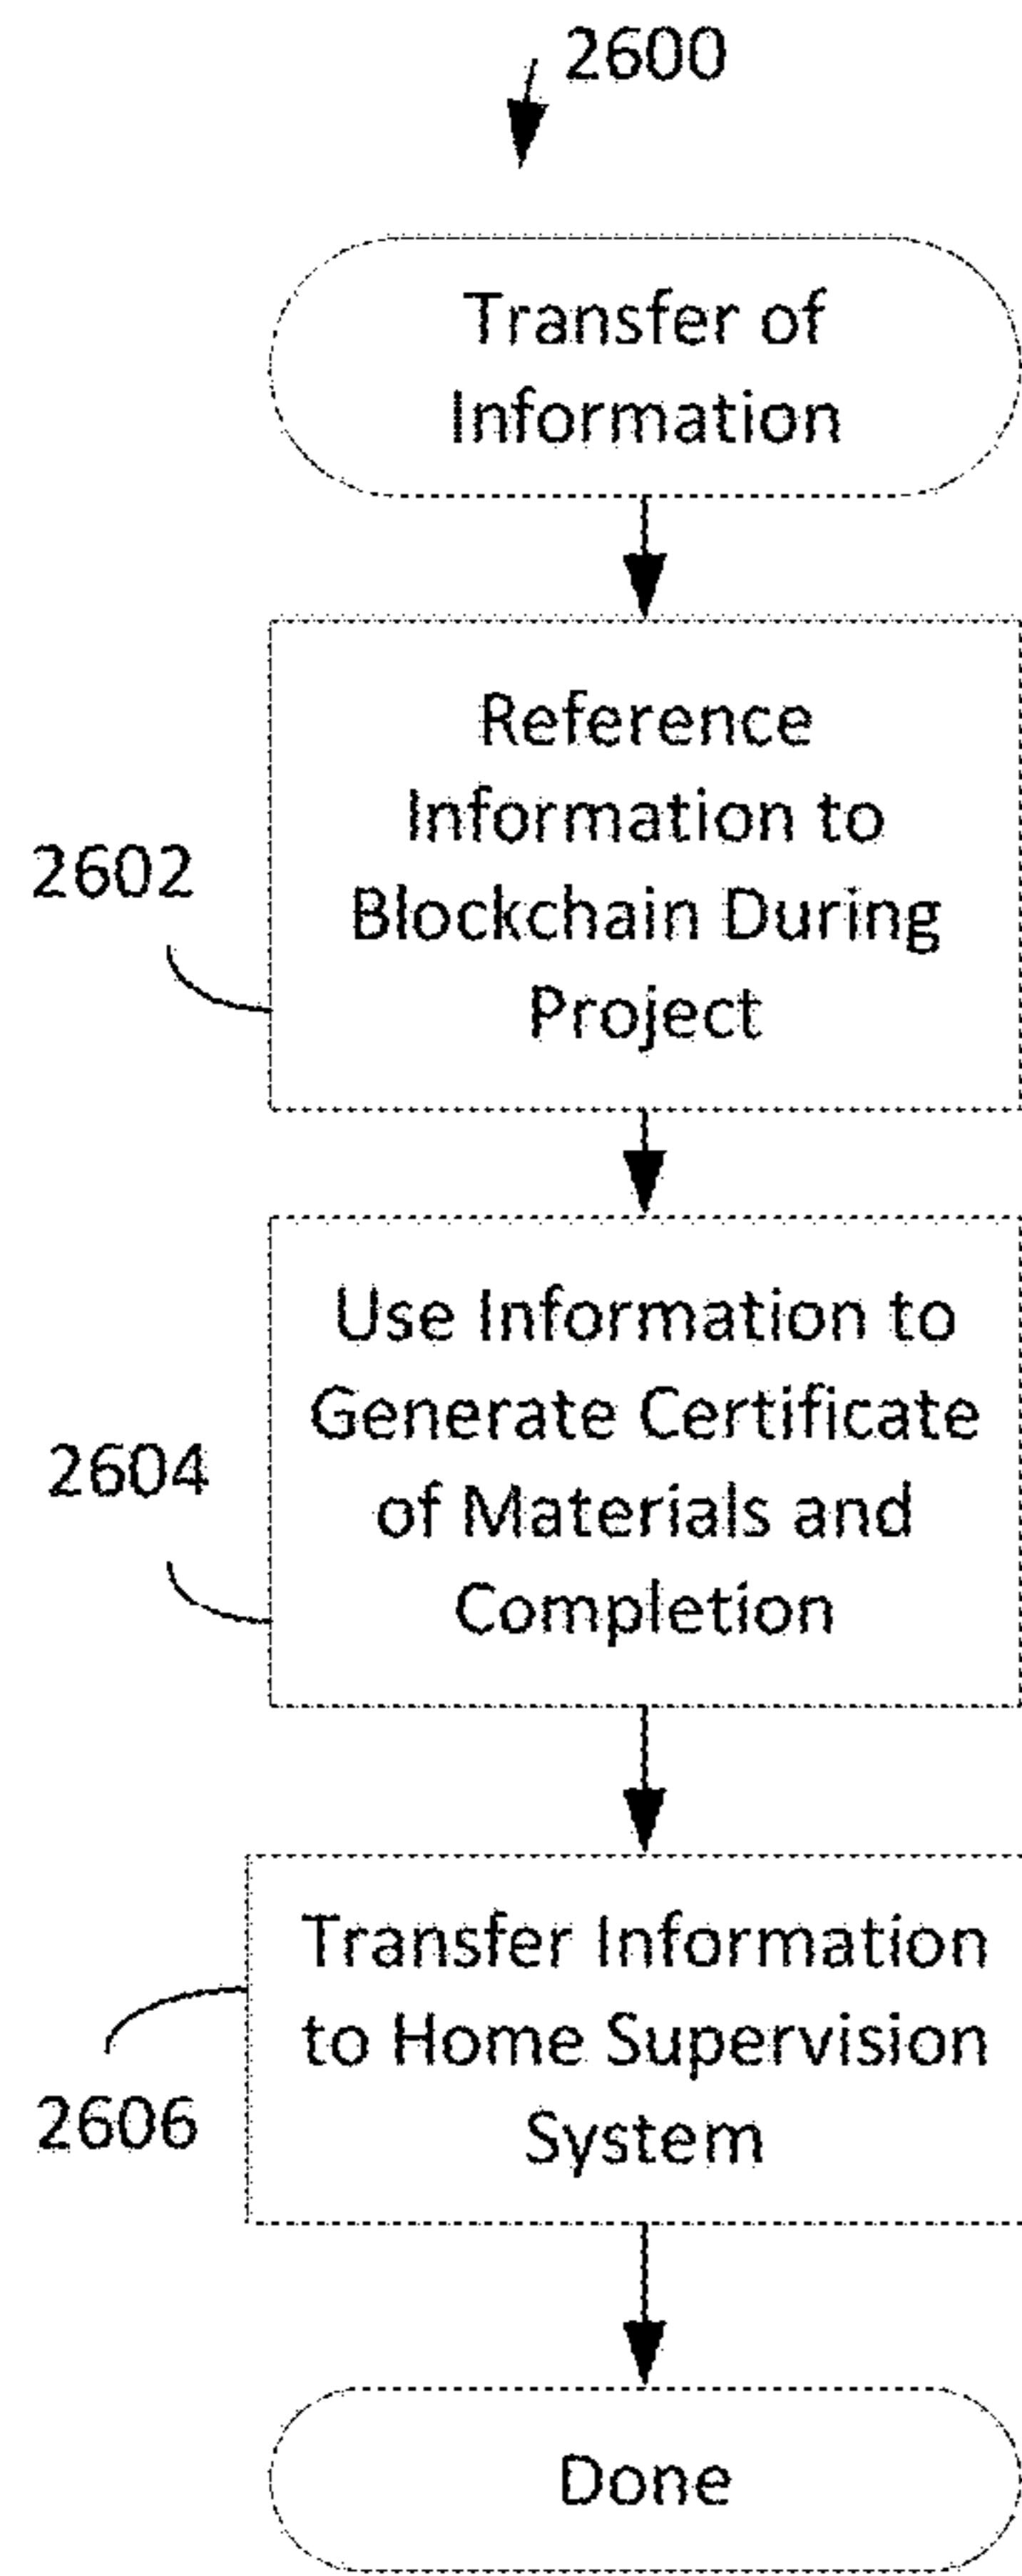 2600
Transfer of
Information
Reference
Information to
Blockchain During
Project
2602
Use Information to
Generate Certificate
of Materials and
Completion
2604
Transfer Information
to Home Supervision
System
2606
Done